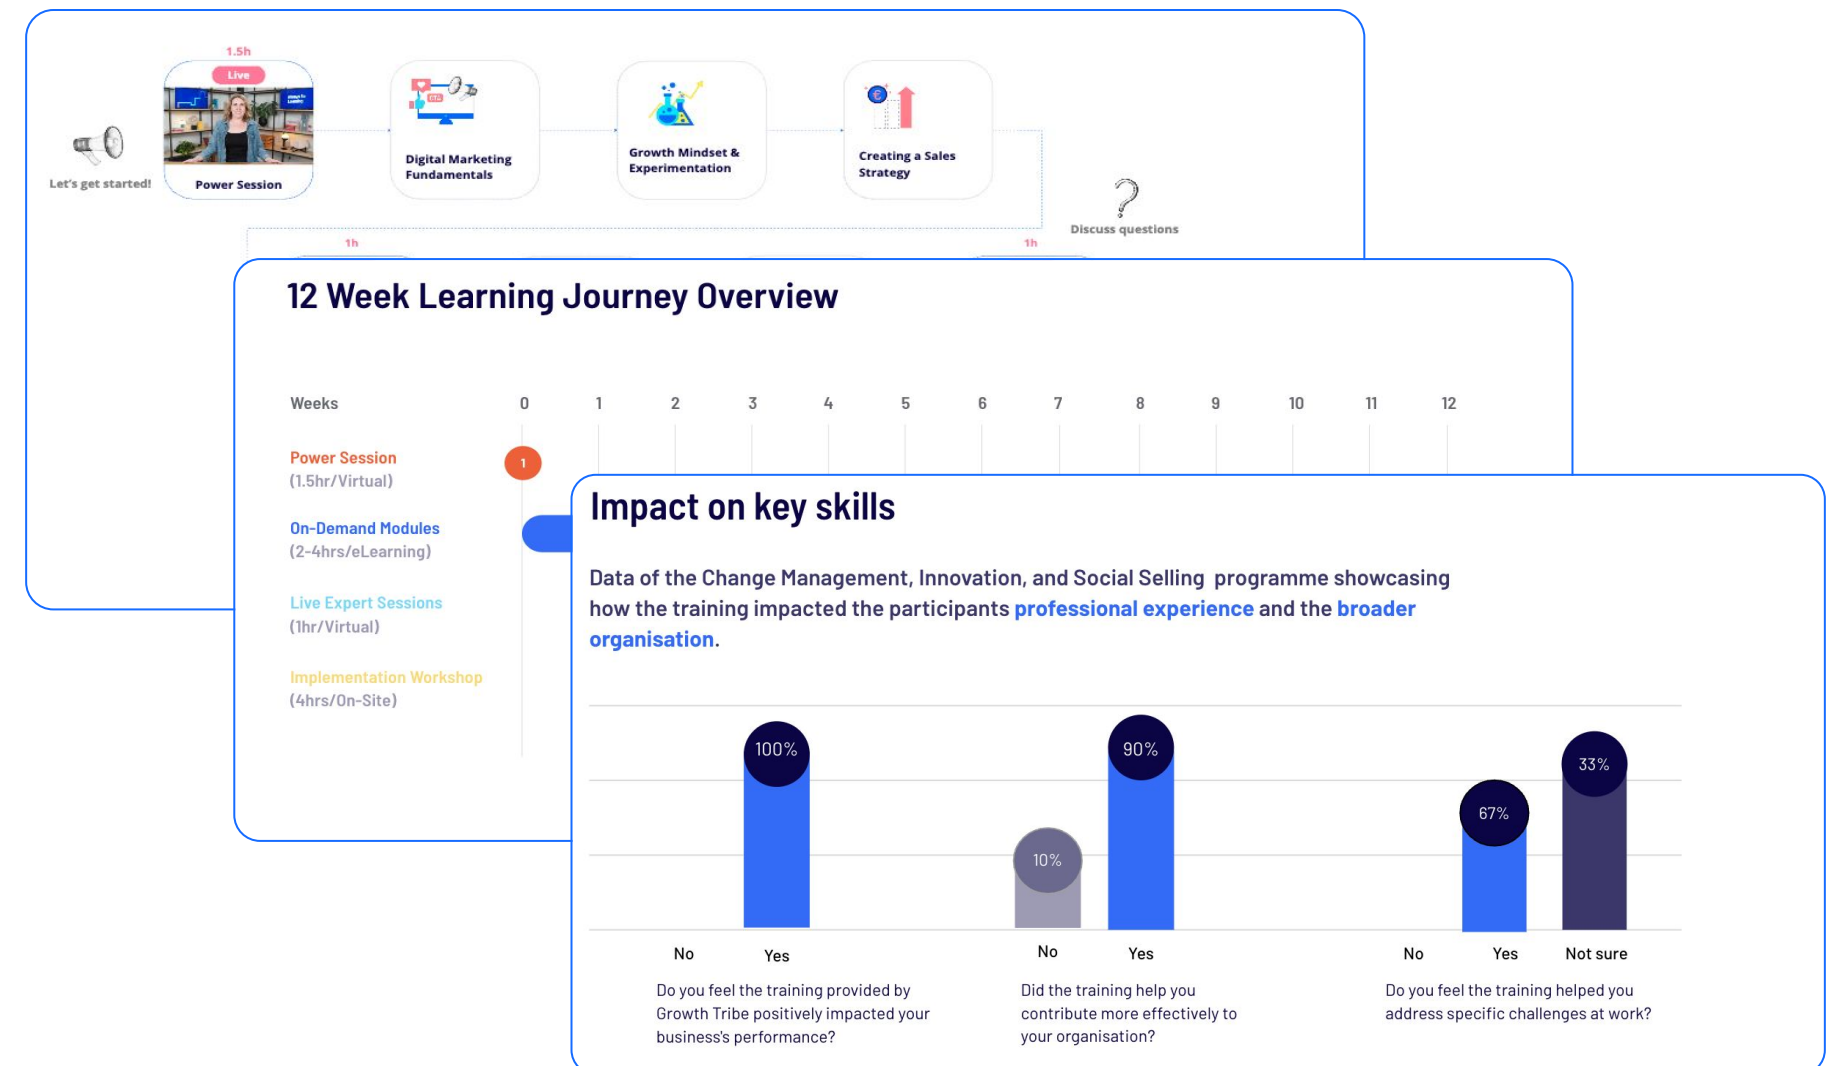 1.5h
Live
Let's get started!
Power Session
Digital Marketing
Fundamentals
Growth Mindset &
Experimentation
Creating a Sales
Strategy
Discuss questions
1h
1h
12 Week Learning Journey Overview
Weeks 0 1 2 3 4 5 6 7 8 9 10 11 12
Power Session
(1.5hr/Virtual)
1
On-Demand Modules
(2-4hrs/eLearning)
Live Expert Sessions
(1hr/Virtual)
Implementation Workshop
(4hrs/On-Site)
Impact on key skills
Data of the Change Management, Innovation, and Social Selling programme showcasing
how the training impacted the participants professional experience and the broader
organisation.
100%
No Yes
Do you feel the training provided by
Growth Tribe positively impacted your
business's performance?
10%
90%
No Yes
Did the training help you
contribute more effectively to
your organisation?
67%
33%
No Yes Not sure
Do you feel the training helped you
address specific challenges at work?